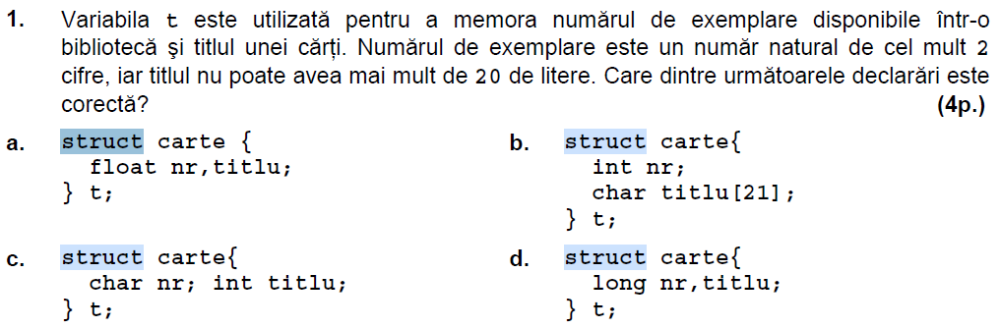 1. Variabila t este utilizată pentru a memora numărul de exemplare disponibile într-o
bibliotecă şi titlul unei cărţi. Numărul de exemplare este un număr natural de cel mult 2
cifre, iar titlul nu poate avea mai mult de 20 de litere. Care dintre următoarele declarări este
corectă? (4p.)
a. struct carte {
float nr,titlu;
} t;
b. struct carte{
int nr;
char titlu[21];
} t;
c. struct carte{
char nr; int titlu;
} t;
d. struct carte{
long nr,titlu;
} t;